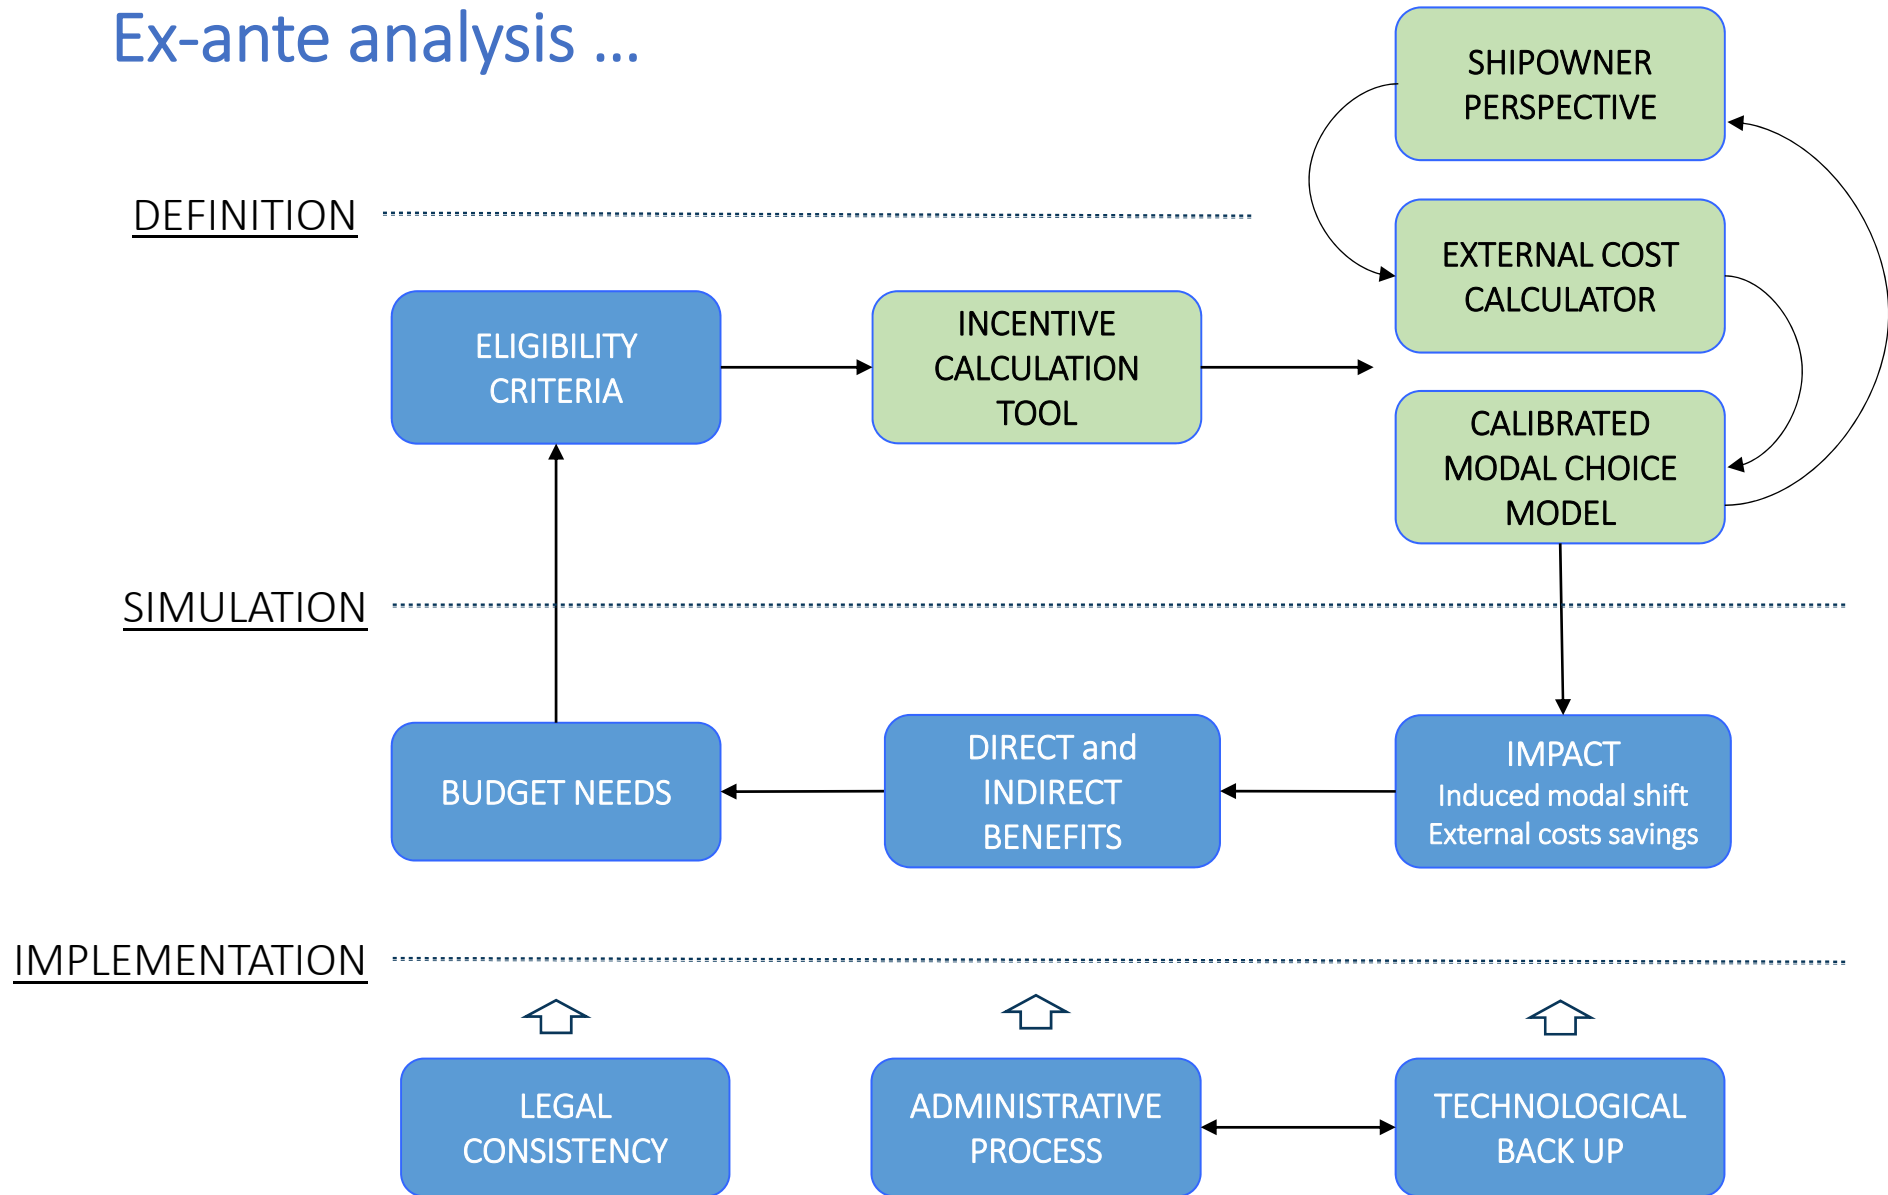 Ex-ante analysis ...
SHIPOWNER
PERSPECTIVE
DEFINITION
EXTERNAL COST
CALCULATOR
ELIGIBILITY
CRITERIA
INCENTIVE
CALCULATION
TOOL
CALIBRATED
MODAL CHOICE
MODEL
SIMULATION
BUDGET NEEDS
DIRECT and
INDIRECT
BENEFITS
IMPACT
Induced modal shift
External costs savings
IMPLEMENTATION
LEGAL
CONSISTENCY
ADMINISTRATIVE
PROCESS
TECHNOLOGICAL
BACK UP